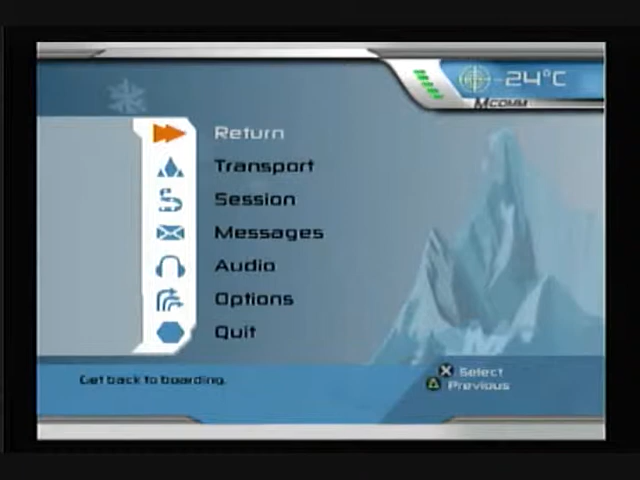 -24°C
MCOMM
Return
Transport
Session
Messages
Audio
Options
Quit
Get back to boarding.
X Select
Previous